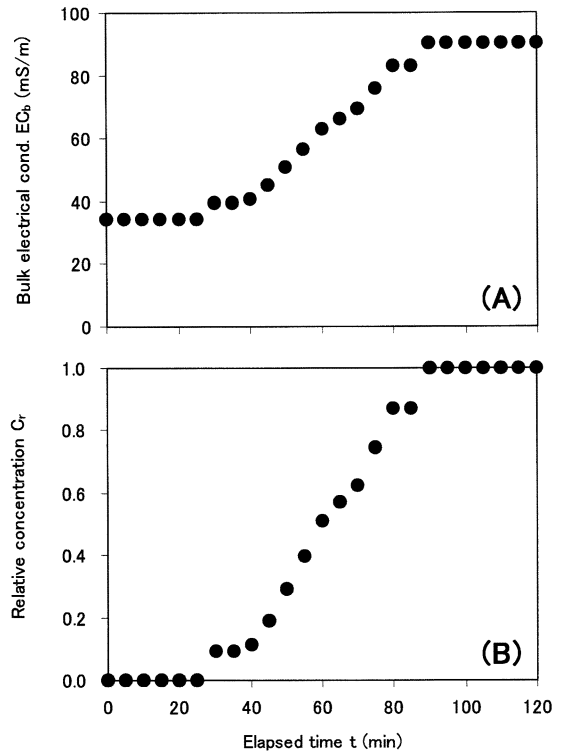 Bulk electrical cond. ECb (mS/m)
100
80
60
40
20
0
(A)
Relative concentration Cr
1.0
0.8
0.6
0.4
0.2
0.0
(B)
0 20 40 60 80 100 120
Elapsed time t (min)